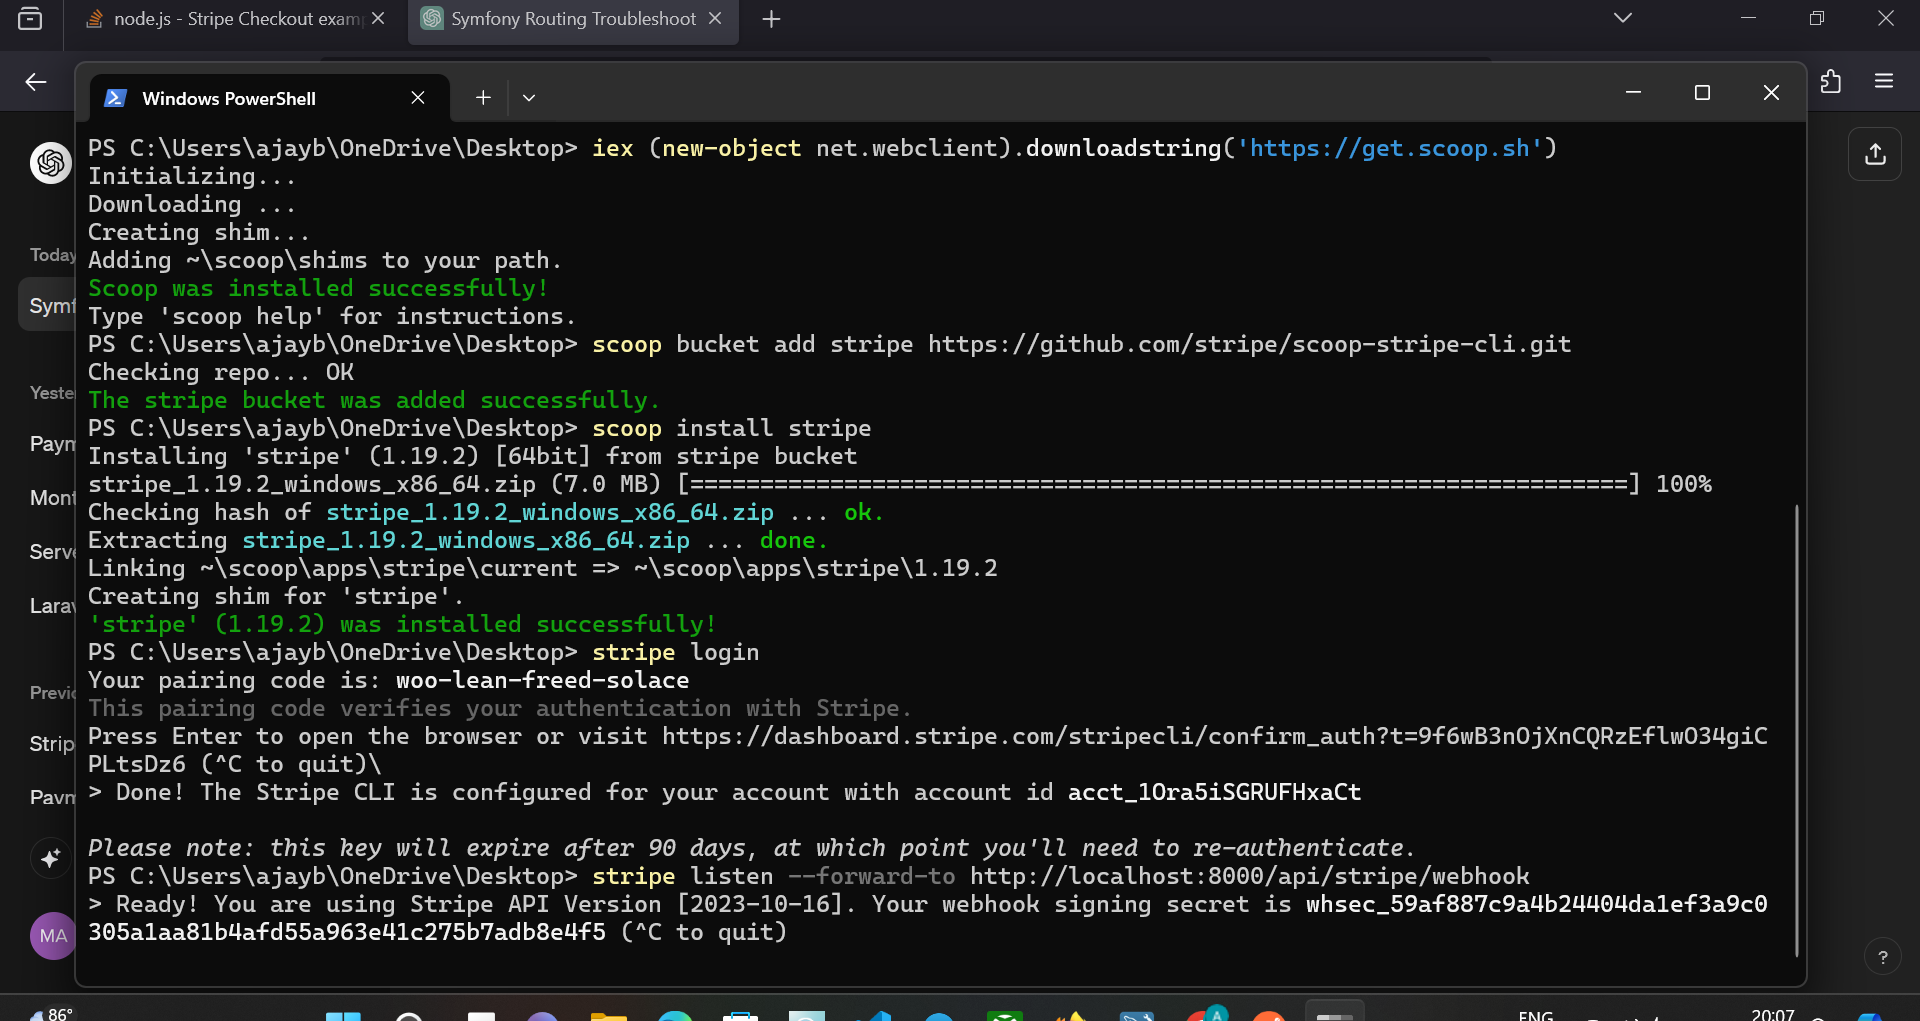 node.js - Stripe Checkout exam
Symfony Routing Troubleshoot
Windows PowerShell
PS C:\Users\ajayb\OneDrive\Desktop> iex (new-object net.webclient).downloadstring('https://get.scoop.sh')
Initializing...
Downloading ...
Creating shim...
Adding ~\scoop\shims to your path.
Scoop was installed successfully!
Type 'scoop help' for instructions.
PS C:\Users\ajayb\OneDrive\Desktop> scoop bucket add stripe https://github.com/stripe/scoop-stripe-cli.git
Checking repo... OK
The stripe bucket was added successfully.
PS C:\Users\ajayb\OneDrive\Desktop> scoop install stripe
Installing 'stripe' (1.19.2) [64bit] from stripe bucket
stripe_1.19.2_windows_x86_64.zip (7.0 MB) [===================================================================] 100%
Checking hash of stripe_1.19.2_windows_x86_64.zip ... ok.
Extracting stripe_1.19.2_windows_x86_64.zip ... done.
Linking ~\scoop\apps\stripe\current => ~\scoop\apps\stripe\1.19.2
Creating shim for 'stripe'.
'stripe' (1.19.2) was installed successfully!
PS C:\Users\ajayb\OneDrive\Desktop> stripe login
Your pairing code is: woo-lean-freed-solace
This pairing code verifies your authentication with Stripe.
Press Enter to open the browser or visit https://dashboard.stripe.com/stripecli/confirm_auth?t=9f6wB3nOjXnCQRzEflwO34giC
PLtsDz6 (^C to quit)\
> Done! The Stripe CLI is configured for your account with account id acct_1Ora5iSGRUFHxaCt
Please note: this key will expire after 90 days, at which point you'll need to re-authenticate.
PS C:\Users\ajayb\OneDrive\Desktop> stripe listen --forward-to http://localhost:8000/api/stripe/webhook
> Ready! You are using Stripe API Version [2023-10-16]. Your webhook signing secret is whsec_59af887c9a4b24404da1ef3a9c0
305a1aa81b4afd55a963e41c275b7adb8e4f5 (^C to quit)
Today
Symf
Yeste
Paym
Mont
Serve
Larav
Previo
Strip
Paym
MA
?
86°
ENG
20:07